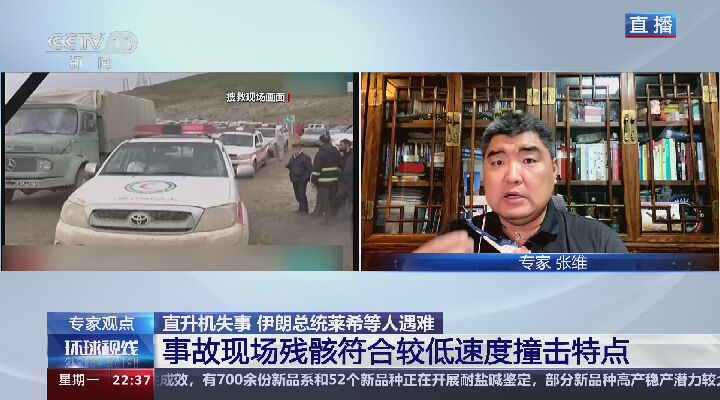 CCTV 13
新闻
直播
搜救现场画面
TOYOTA
专家 张维
专家观点
直升机失事 伊朗总统莱希等人遇难
环球视线
GLOBAL WATCH
事故现场残骸符合较低速度撞击特点
星期一
22:37
成效，有700余份新品系和52个新品种正在开展耐盐碱鉴定，部分新品种高产稳产潜力较大